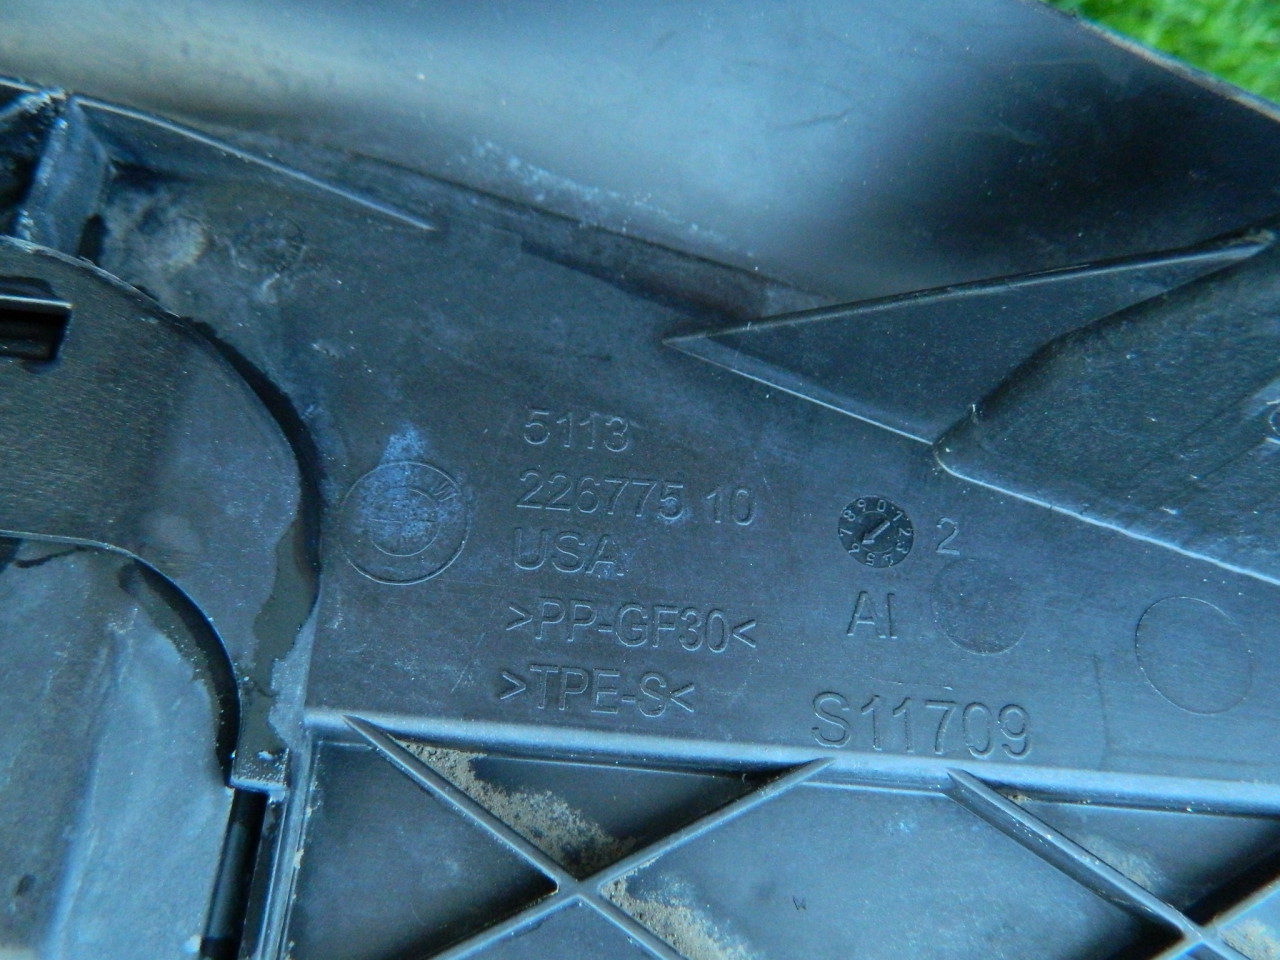 5113
226775 10
USA
>PP-GF30<
>TPE-S<
2
AI
S11709